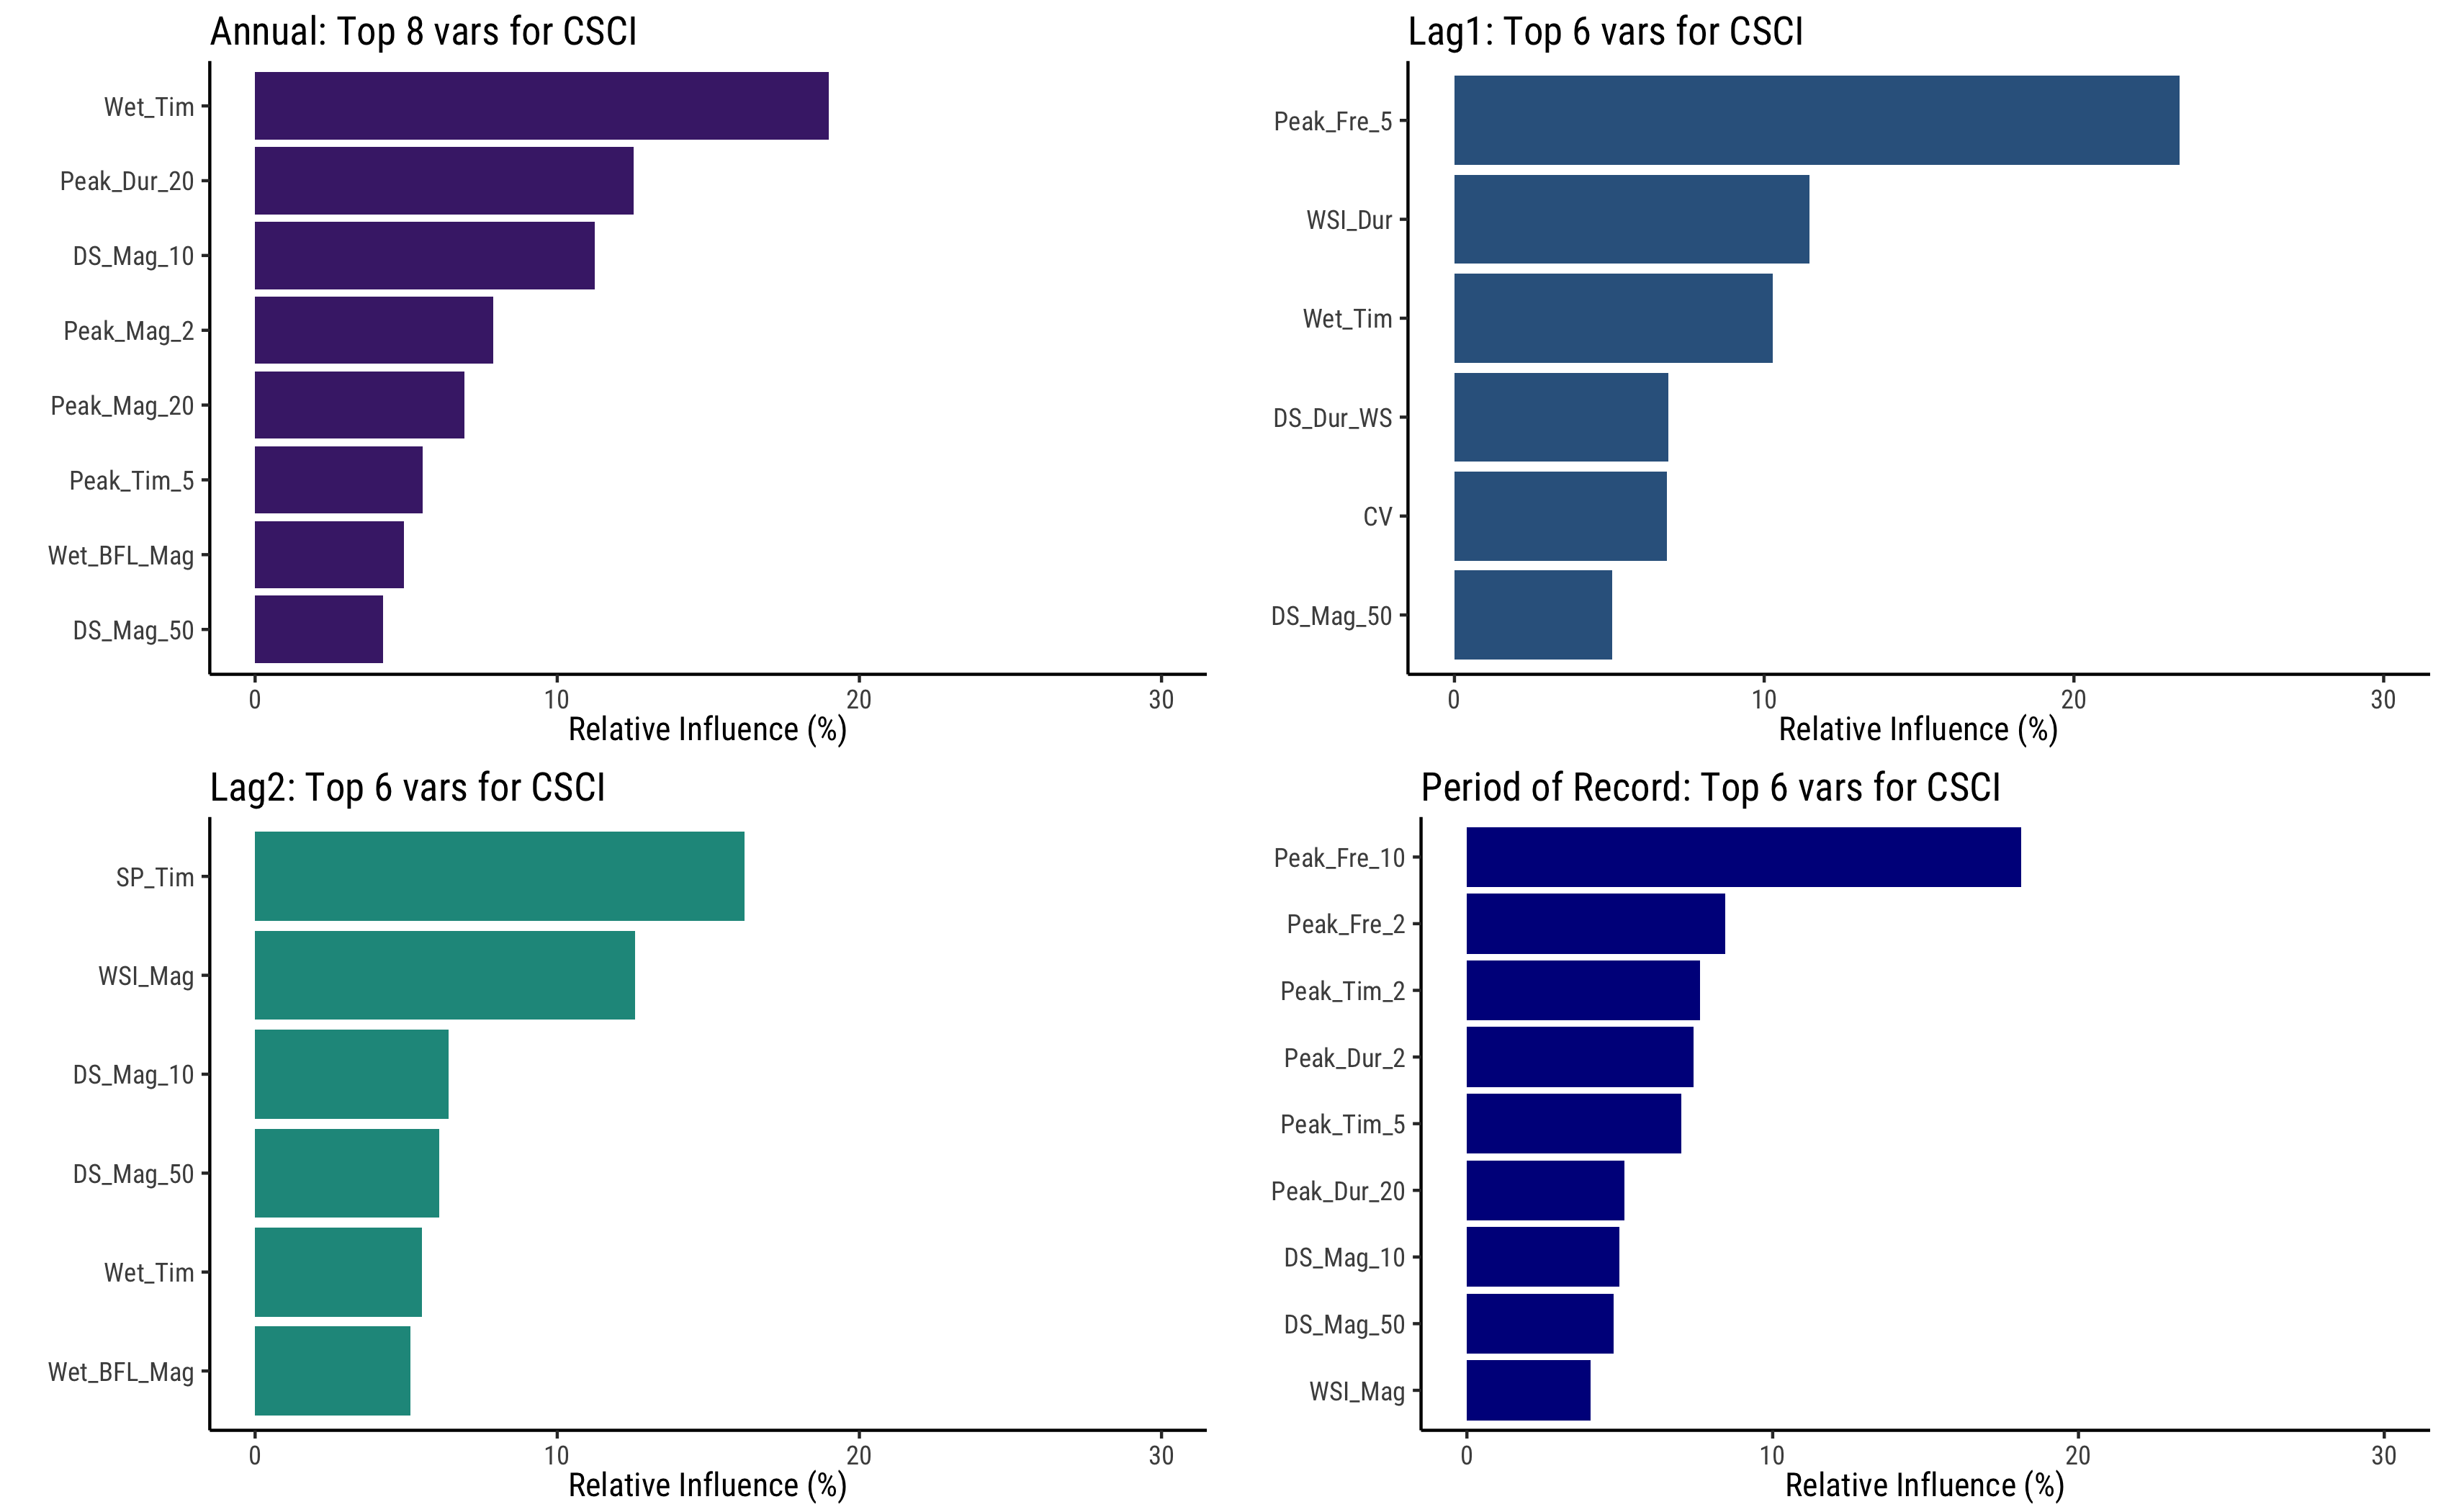 Annual: Top 8 vars for CSCI
Wet_Tim
Peak_Dur_20
DS_Mag_10
Peak_Mag_2
Peak_Mag_20
Peak_Tim_5
Wet_BFL_Mag
DS_Mag_50
0 10 20 30
Relative Influence (%)
Lag1: Top 6 vars for CSCI
Peak_Fre_5
WSI_Dur
Wet_Tim
DS_Dur_WS
CV
DS_Mag_50
0 10 20 30
Relative Influence (%)
Lag2: Top 6 vars for CSCI
SP_Tim
WSI_Mag
DS_Mag_10
DS_Mag_50
Wet_Tim
Wet_BFL_Mag
0 10 20 30
Relative Influence (%)
Period of Record: Top 6 vars for CSCI
Peak_Fre_10
Peak_Fre_2
Peak_Tim_2
Peak_Dur_2
Peak_Tim_5
Peak_Dur_20
DS_Mag_10
DS_Mag_50
WSI_Mag
0 10 20 30
Relative Influence (%)